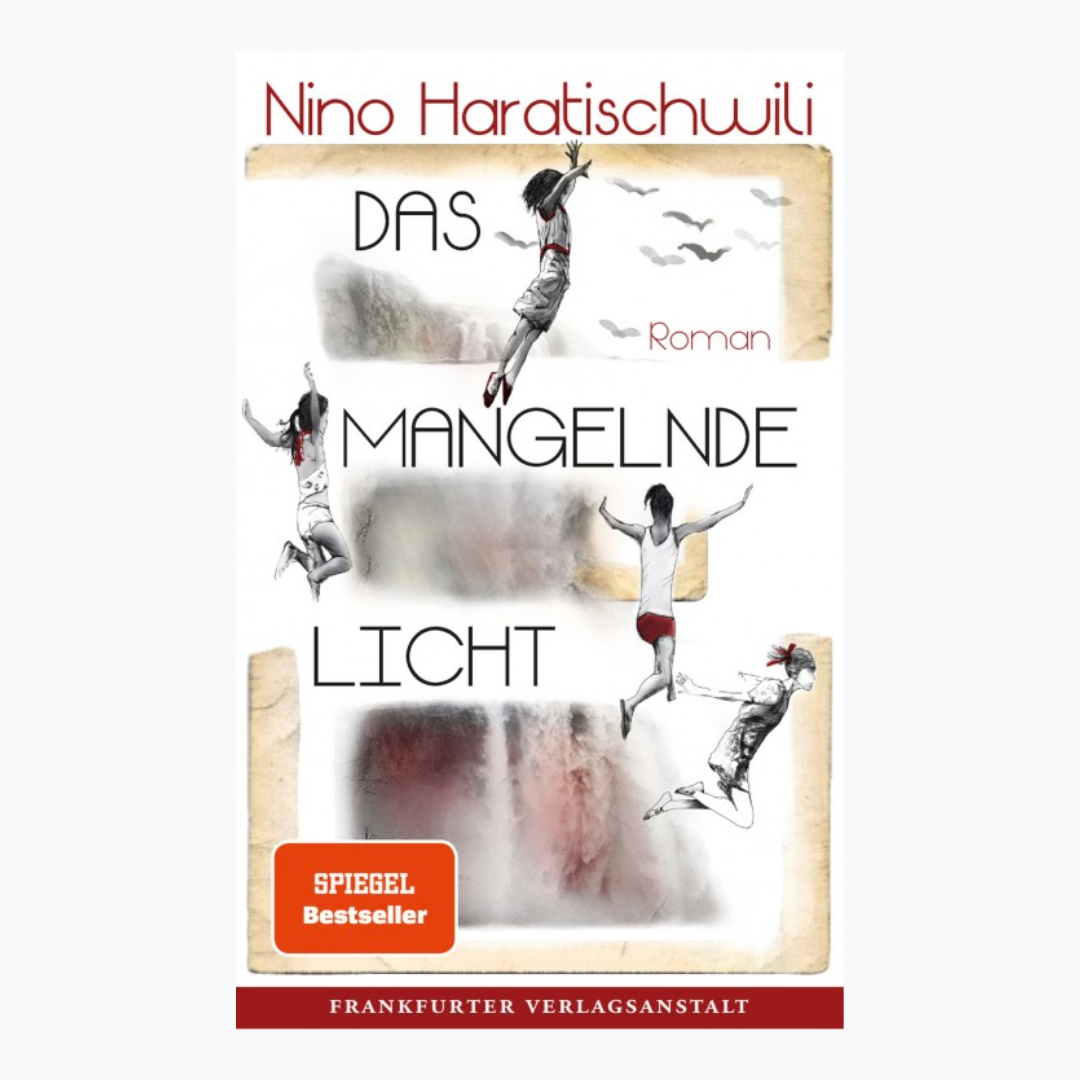 Nino Haratischwili
DAS
Roman
MANGELNDE
LICHT
SPIEGEL
Bestseller
FRANKFURTER VERLAGSANSTALT